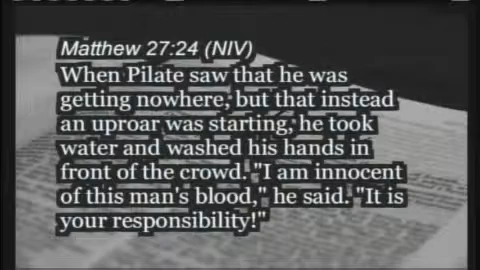 Matthew 27:24 (NIV)
When Pilate saw that he was
getting nowhere, but that instead
an uproar was starting, he took
water and washed his hands in
front of the crowd. "I am innocent
of this man's blood," he said. "It is
your responsibility!"